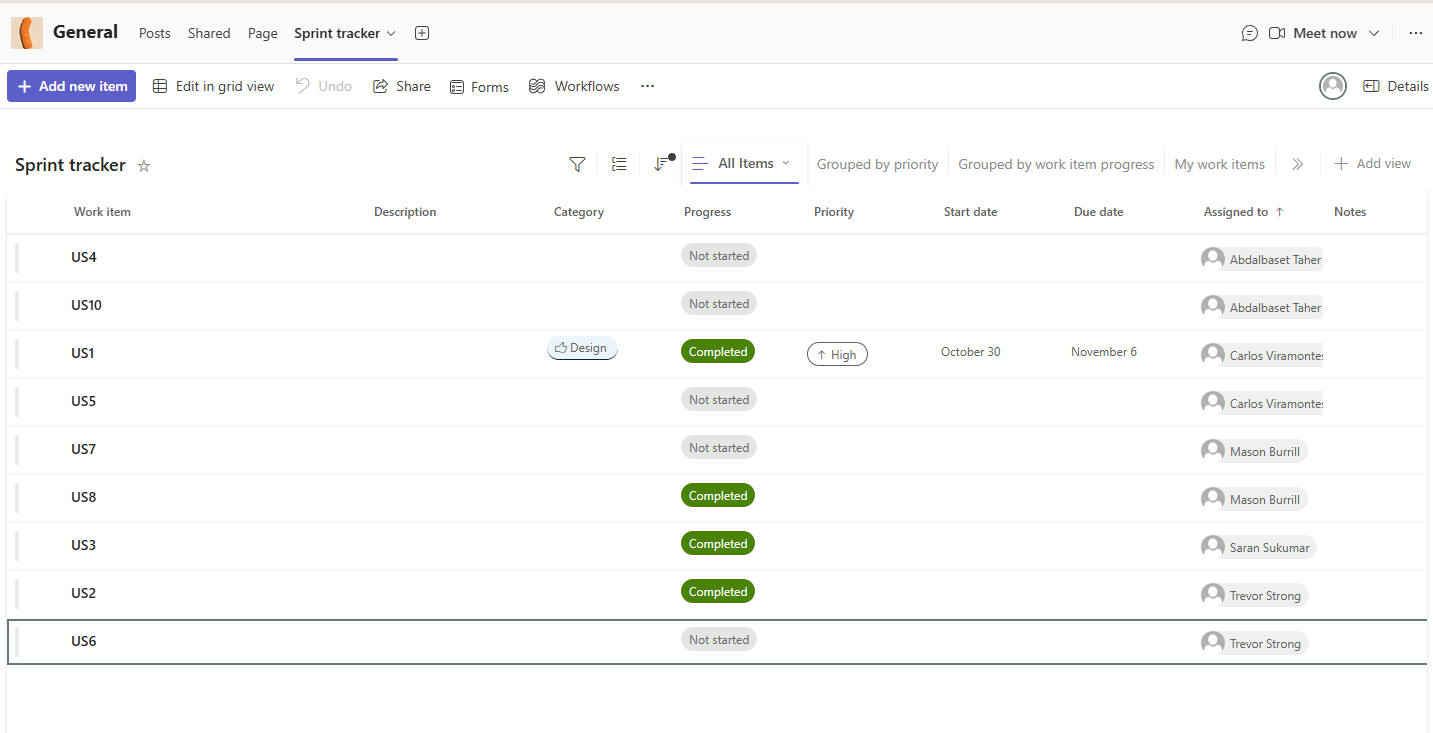 General Posts Shared Page Sprint tracker Meet now
Add new item Edit in grid view Undo Share Forms Workflows Details
Sprint tracker All Items Grouped by priority Grouped by work item progress My work items Add view
Work item Description Category Progress Priority Start date Due date Assigned to Notes
US4 Not started Abdalbaset Taher
US10 Not started Abdalbaset Taher
US1 Design Completed High October 30 November 6 Carlos Viramontes
US5 Not started Carlos Viramontes
US7 Not started Mason Burrill
US8 Completed Mason Burrill
US3 Completed Saran Sukumar
US2 Completed Trevor Strong
US6 Not started Trevor Strong